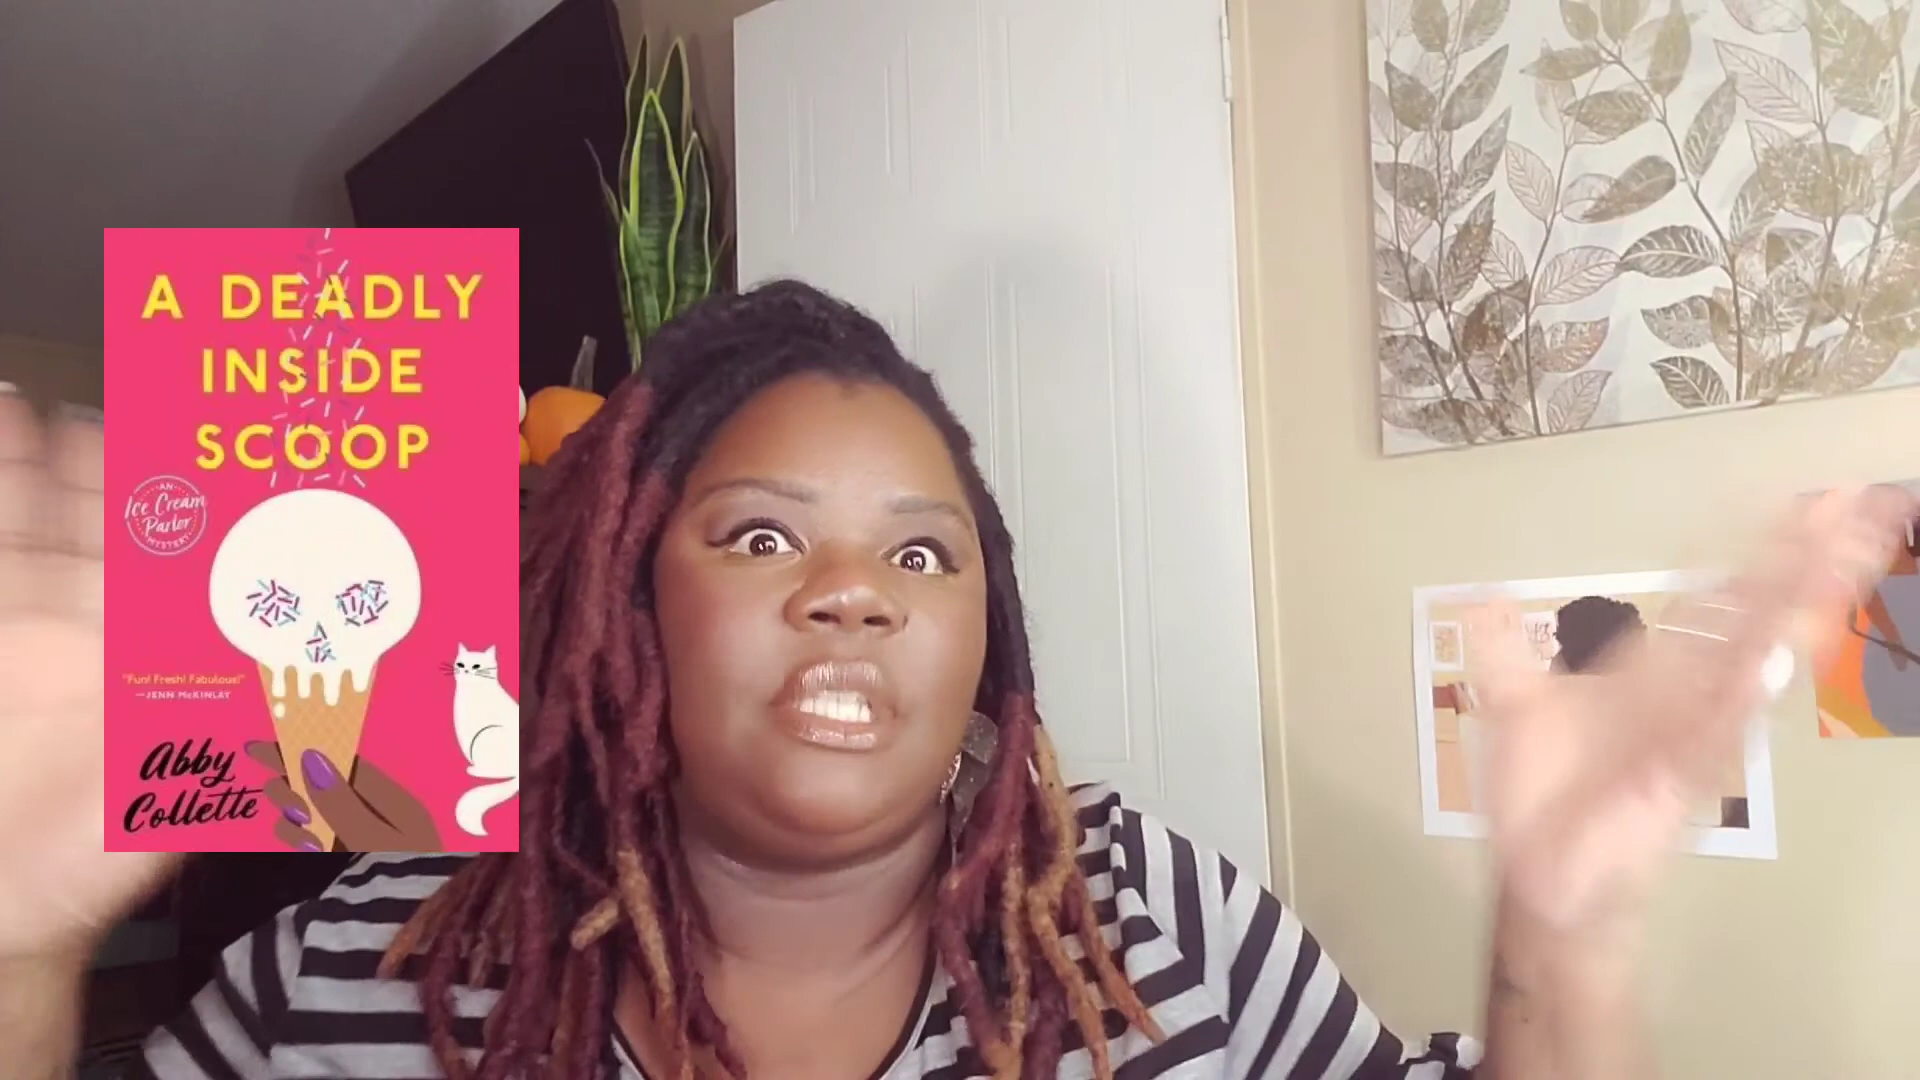 A DEADLY
INSIDE
SCOOP
AN
Ice Cream
Parlor
MYSTERY
"Fun! Fresh! Fabulous!"
—JENN McKINLAY
Abby
Collette